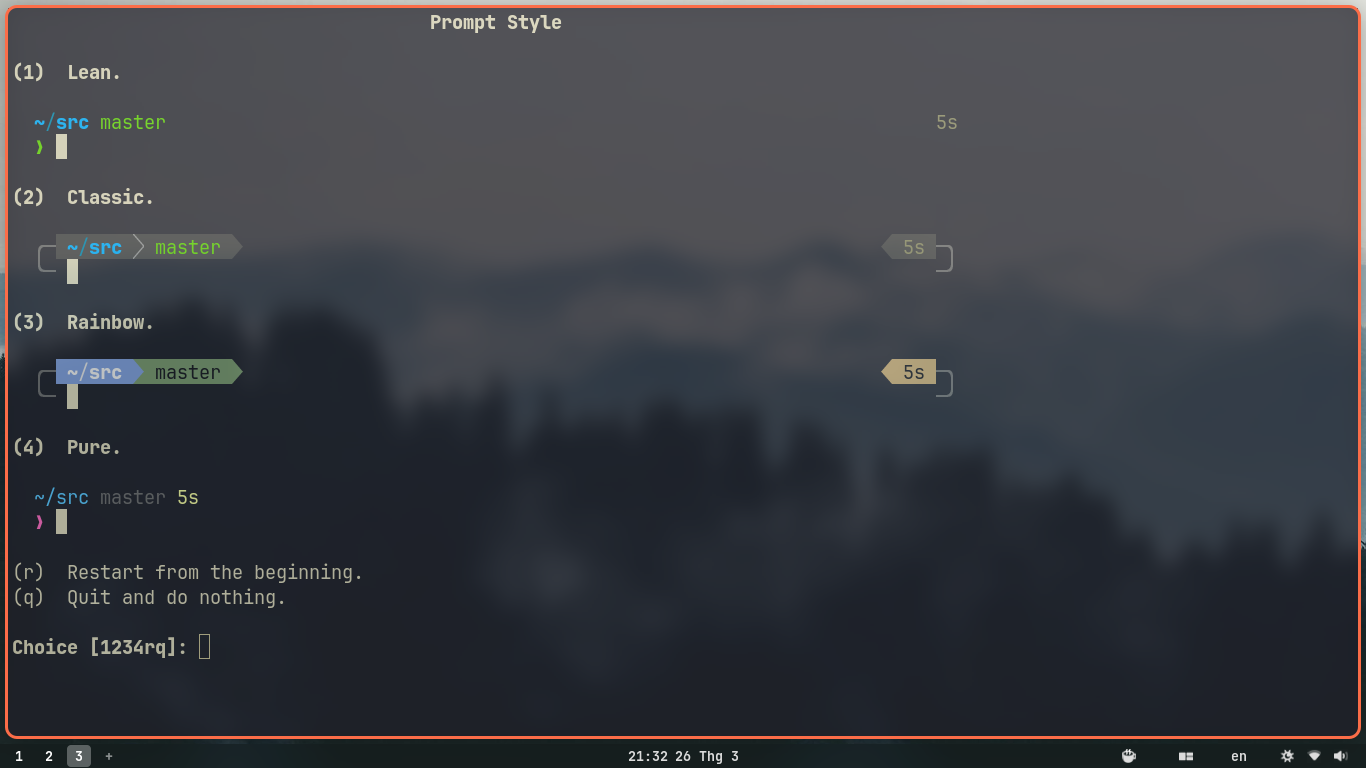 Prompt Style
(1) Lean.
~/src master 5s
❯
(2) Classic.
~/src master 5s
(3) Rainbow.
~/src master 5s
(4) Pure.
~/src master 5s
❯
(r) Restart from the beginning.
(q) Quit and do nothing.
Choice [1234rq]:
1 2 3 + 21:32 26 Thg 3 en